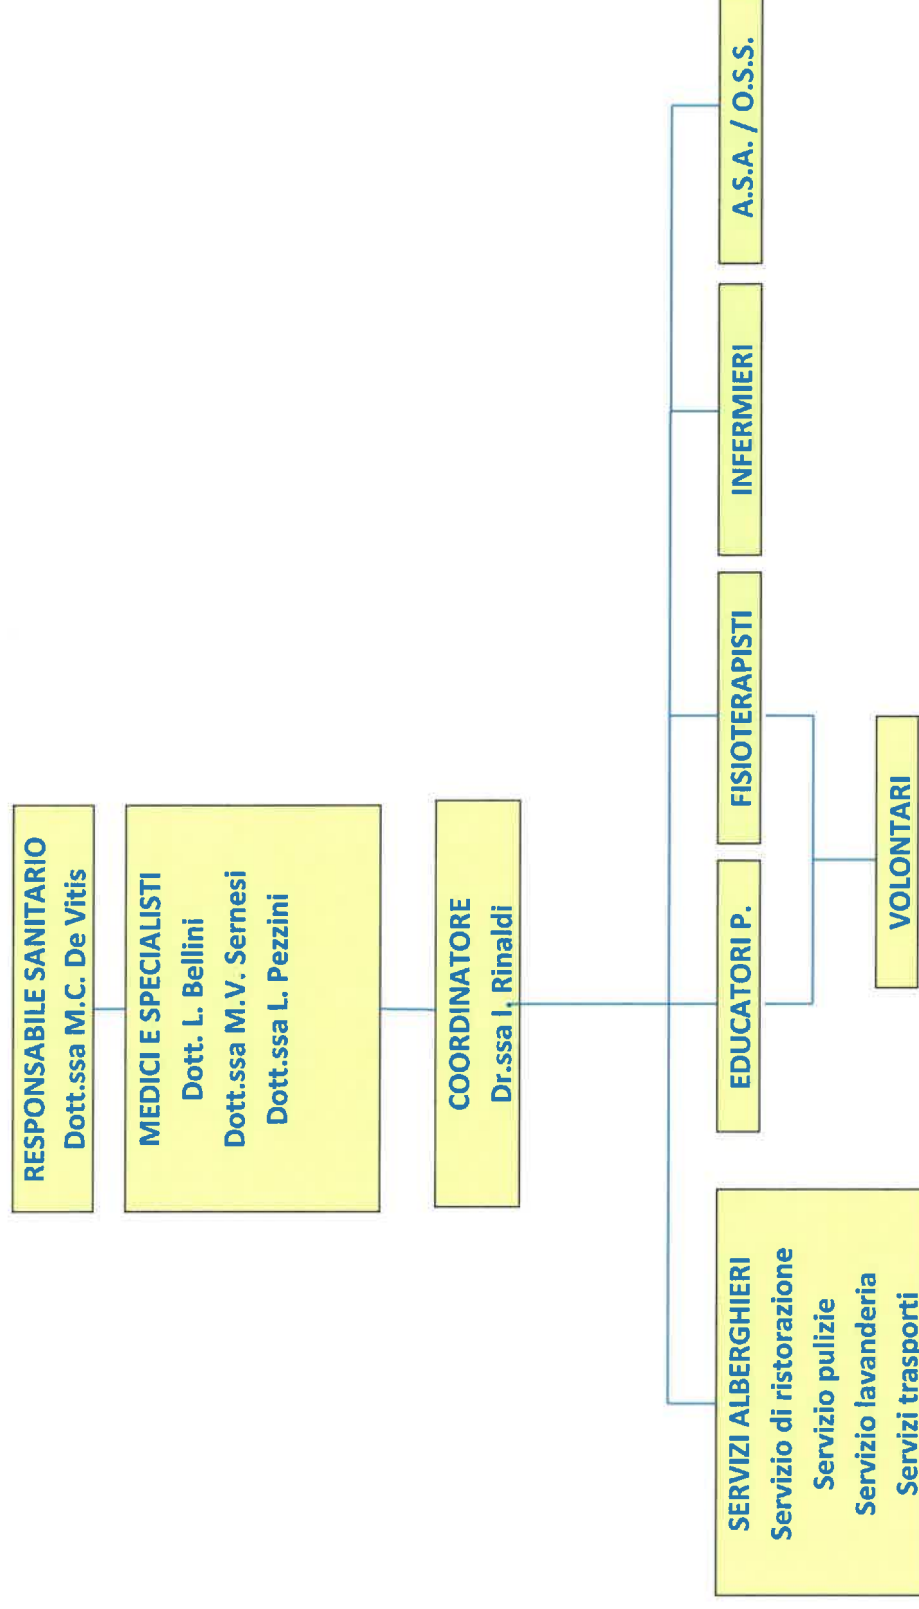 RESPONSABILE SANITARIO
Dott.ssa M.C. De Vitis
MEDICI E SPECIALISTI
Dott. L. Bellini
Dott.ssa M.V. Sernesi
Dott.ssa L. Pezzini
COORDINATORE
Dr.ssa I. Rinaldi
SERVIZI ALBERGHIERI
Servizio di ristorazione
Servizio pulizie
Servizio lavanderia
Servizi trasporti
EDUCATORI P.
FISIOTERAPISTI
INFERMIERI
A.S.A. / O.S.S.
VOLONTARI